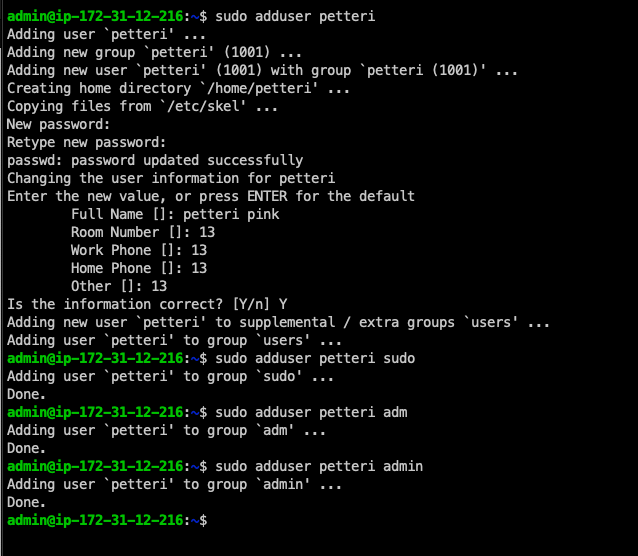 admin@ip-172-31-12-216:~$ sudo adduser petteri
Adding user `petteri' ...
Adding new group `petteri' (1001) ...
Adding new user `petteri' (1001) with group `petteri (1001)' ...
Creating home directory `/home/petteri' ...
Copying files from `/etc/skel' ...
New password:
Retype new password:
passwd: password updated successfully
Changing the user information for petteri
Enter the new value, or press ENTER for the default
        Full Name []: petteri pink
        Room Number []: 13
        Work Phone []: 13
        Home Phone []: 13
        Other []: 13
Is the information correct? [Y/n] Y
Adding new user `petteri' to supplemental / extra groups `users' ...
Adding user `petteri' to group `users' ...
admin@ip-172-31-12-216:~$ sudo adduser petteri sudo
Adding user `petteri' to group `sudo' ...
Done.
admin@ip-172-31-12-216:~$ sudo adduser petteri adm
Adding user `petteri' to group `adm' ...
Done.
admin@ip-172-31-12-216:~$ sudo adduser petteri admin
Adding user `petteri' to group `admin' ...
Done.
admin@ip-172-31-12-216:~$